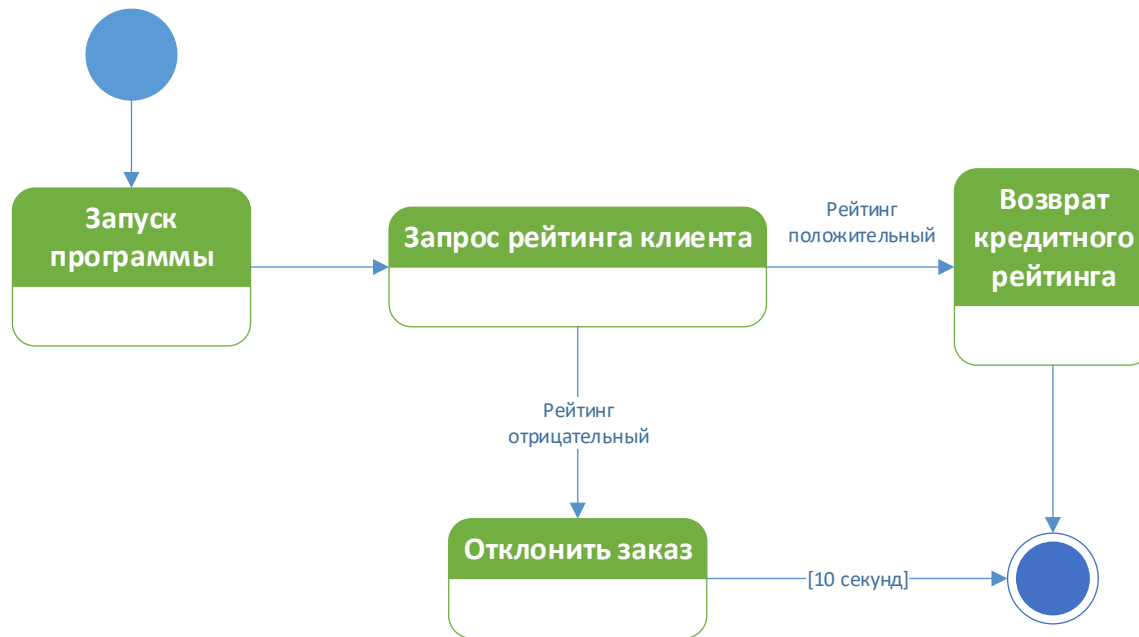 Запуск
программы
Запрос рейтинга клиента
Рейтинг
положительный
Возврат
кредитного
рейтинга
Рейтинг
отрицательный
Отклонить заказ
[10 секунд]